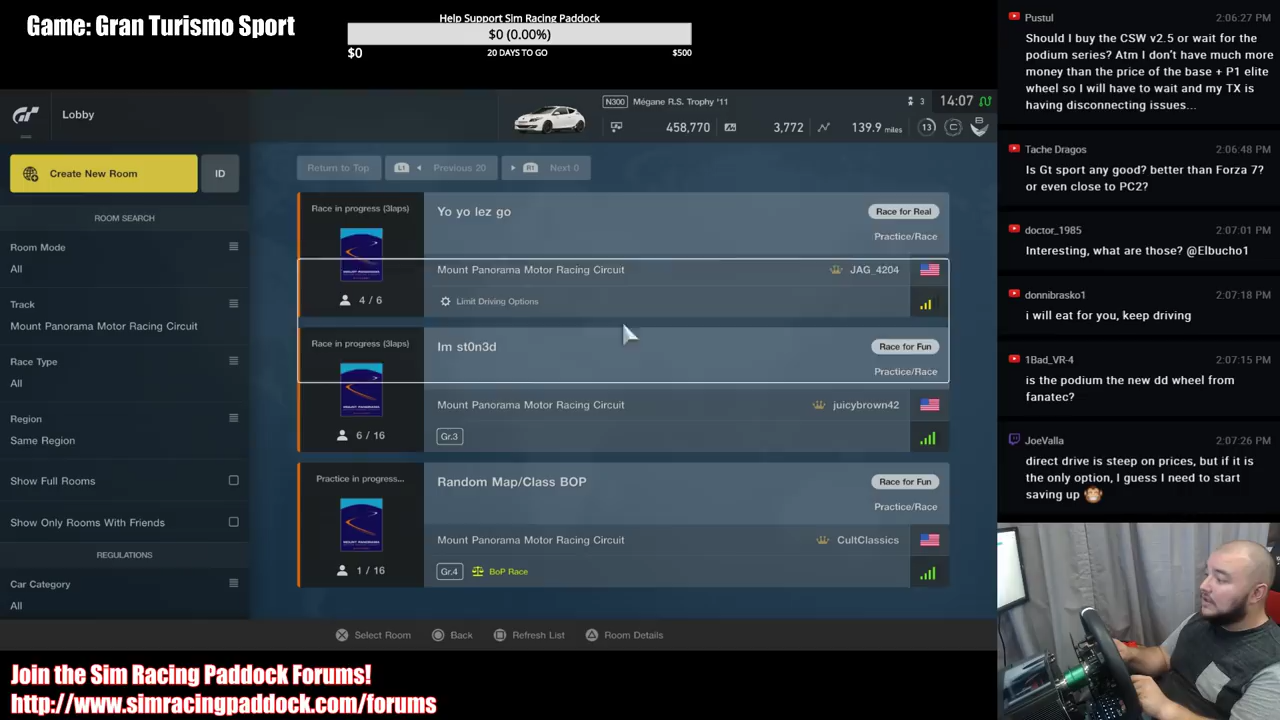 Game: Gran Turismo Sport
Help Support Sim Racing Paddock
$0 (0.00%)
$0
20 DAYS TO GO
$500
GT
Lobby
N300
Mégane R.S. Trophy '11
3
14:07
458,770
3,772
139.9 miles
13
C
B
Create New Room
ID
ROOM SEARCH
Room Mode
All
Track
Mount Panorama Motor Racing Circuit
Race Type
All
Region
Same Region
Show Full Rooms
Show Only Rooms With Friends
REGULATIONS
Car Category
All
Return to Top
L1
Previous 20
R1
Next 0
Race in progress (3laps)
Yo yo lez go
Race for Real
Practice/Race
MOUNT PANORAMA
Mount Panorama Motor Racing Circuit
JAG_4204
4 / 6
Limit Driving Options
Race in progress (3laps)
Im st0n3d
Race for Fun
Practice/Race
MOUNT PANORAMA
Mount Panorama Motor Racing Circuit
juicybrown42
6 / 16
Gr.3
Practice in progress...
Random Map/Class BOP
Race for Fun
Practice/Race
MOUNT PANORAMA
Mount Panorama Motor Racing Circuit
CultClassics
1 / 16
Gr.4
BoP Race
Select Room
Back
Refresh List
Room Details
Join the Sim Racing Paddock Forums!
http://www.simracingpaddock.com/forums
Pustul
2:06:27 PM
Should I buy the CSW v2.5 or wait for the
podium series? Atm I don't have much more
money than the price of the base + P1 elite
wheel so I will have to wait and my TX is
having disconnecting issues...
Tache Dragos
2:06:48 PM
Is Gt sport any good? better than Forza 7?
or even close to PC2?
doctor_1985
2:07:01 PM
Interesting, what are those? @Elbucho1
donnibrasko1
2:07:18 PM
i will eat for you, keep driving
1Bad_VR-4
2:07:15 PM
is the podium the new dd wheel from
fanatec?
JoeValla
2:07:26 PM
direct drive is steep on prices, but if it is
the only option, I guess I need to start
saving up